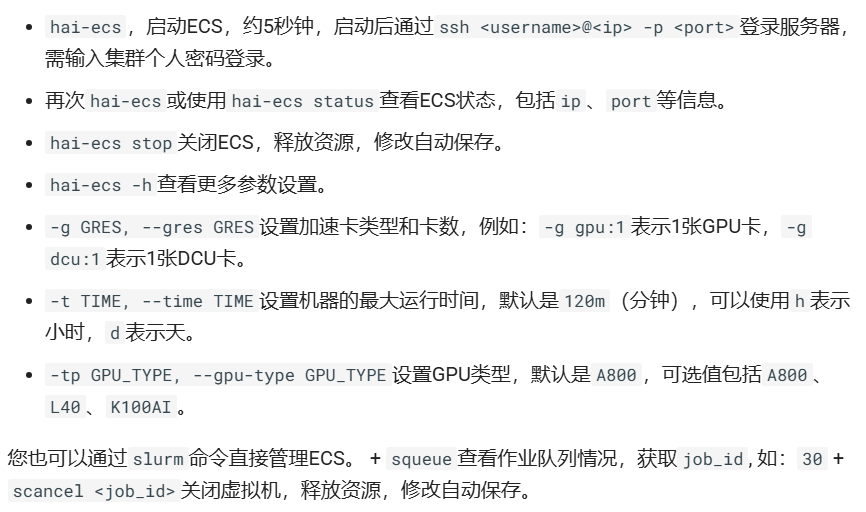 • hai-ecs，启动ECS，约5秒钟，启动后通过 ssh <username>@<ip> -p <port> 登录服务器，
需输入集群个人密码登录。
• 再次 hai-ecs 或使用 hai-ecs status 查看ECS状态，包括 ip、 port 等信息。
• hai-ecs stop 关闭ECS，释放资源，修改自动保存。
• hai-ecs -h 查看更多参数设置。
• -g GRES, --gres GRES 设置加速卡类型和卡数，例如： -g gpu:1 表示1张GPU卡， -g
dcu:1 表示1张DCU卡。
• -t TIME, --time TIME 设置机器的最大运行时间，默认是 120m （分钟），可以使用 h 表示
小时， d 表示天。
• -tp GPU_TYPE, --gpu-type GPU_TYPE 设置GPU类型，默认是 A800 ，可选值包括 A800 、
L40 、 K100AI 。
您也可以通过 slurm 命令直接管理ECS。 + squeue 查看作业队列情况，获取 job_id ,如： 30 +
scancel <job_id> 关闭虚拟机，释放资源，修改自动保存。